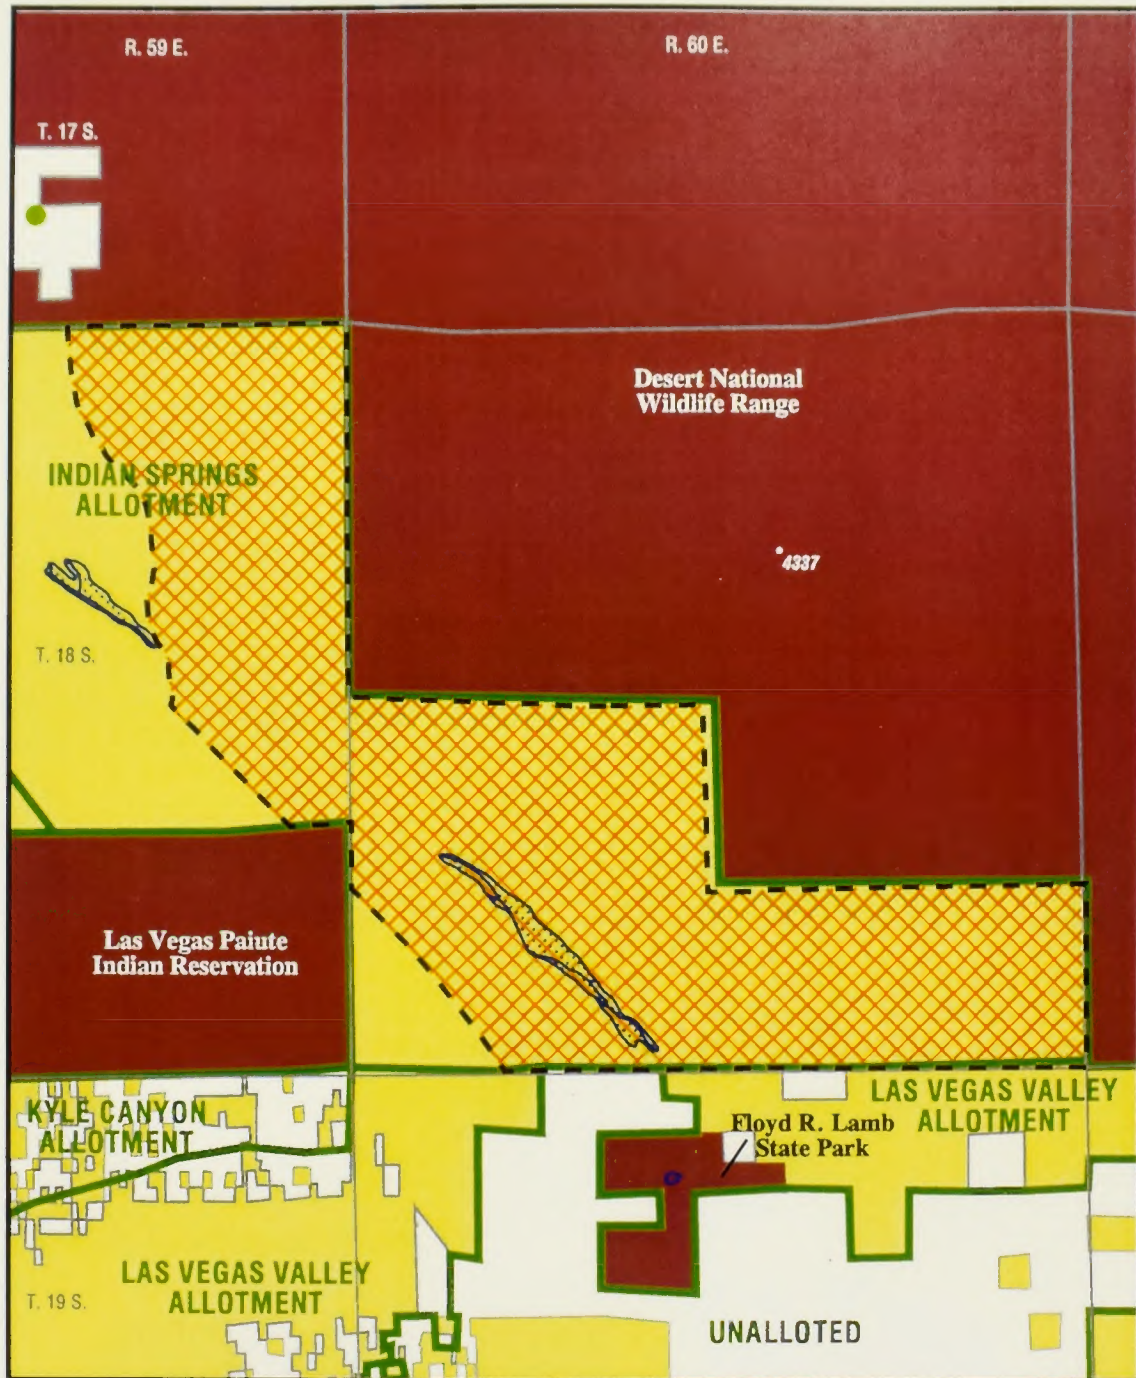 R. 59 E.
R. 60 E.
T. 17 S.
Desert National
Wildlife Range
INDIAN SPRINGS
ALLOTMENT
4337
T. 18 S.
Las Vegas Paiute
Indian Reservation
KYLE CANYON
ALLOTMENT
LAS VEGAS VALLEY
ALLOTMENT
Floyd R. Lamb
State Park
LAS VEGAS VALLEY
ALLOTMENT
T. 19 S.
UNALLOTED